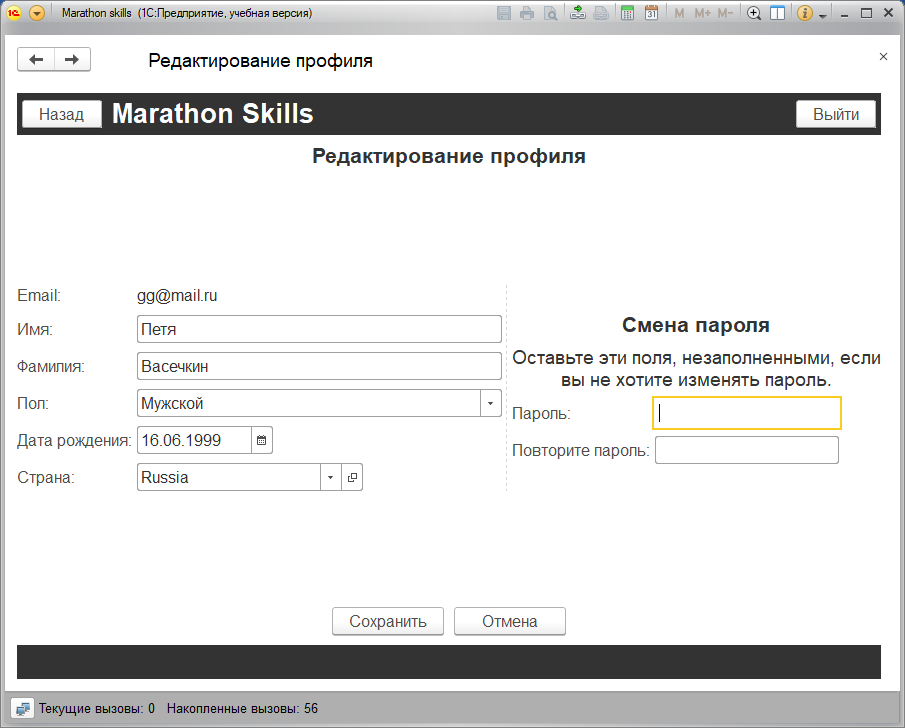 Marathon skills (1С:Предприятие, учебная версия)
M M+ M-
Редактирование профиля
Назад
Marathon Skills
Выйти
Редактирование профиля
Email: gg@mail.ru
Имя: Петя
Фамилия: Васечкин
Пол: Мужской
Дата рождения: 16.06.1999
Страна: Russia
Смена пароля
Оставьте эти поля, незаполненными, если
вы не хотите изменять пароль.
Пароль:
Повторите пароль:
Сохранить
Отмена
Текущие вызовы: 0 Накопленные вызовы: 56